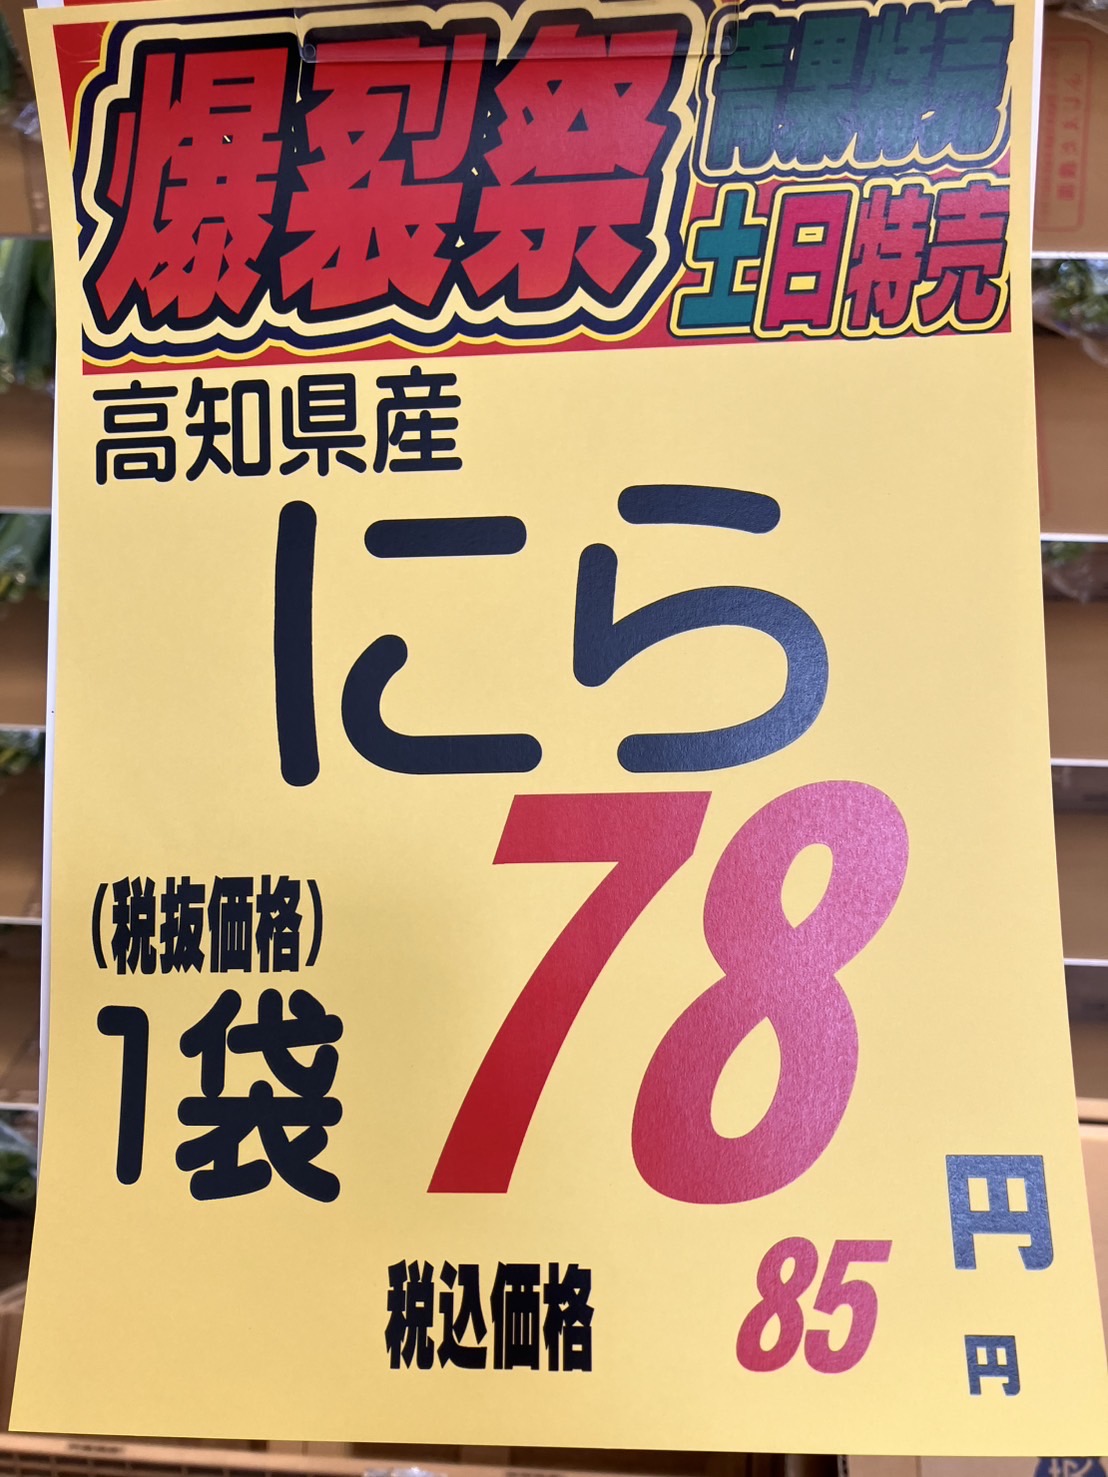 爆裂祭
青果特売
土日特売
高知県産
にら
(税抜価格)
1袋
78
円
税込価格
85
円